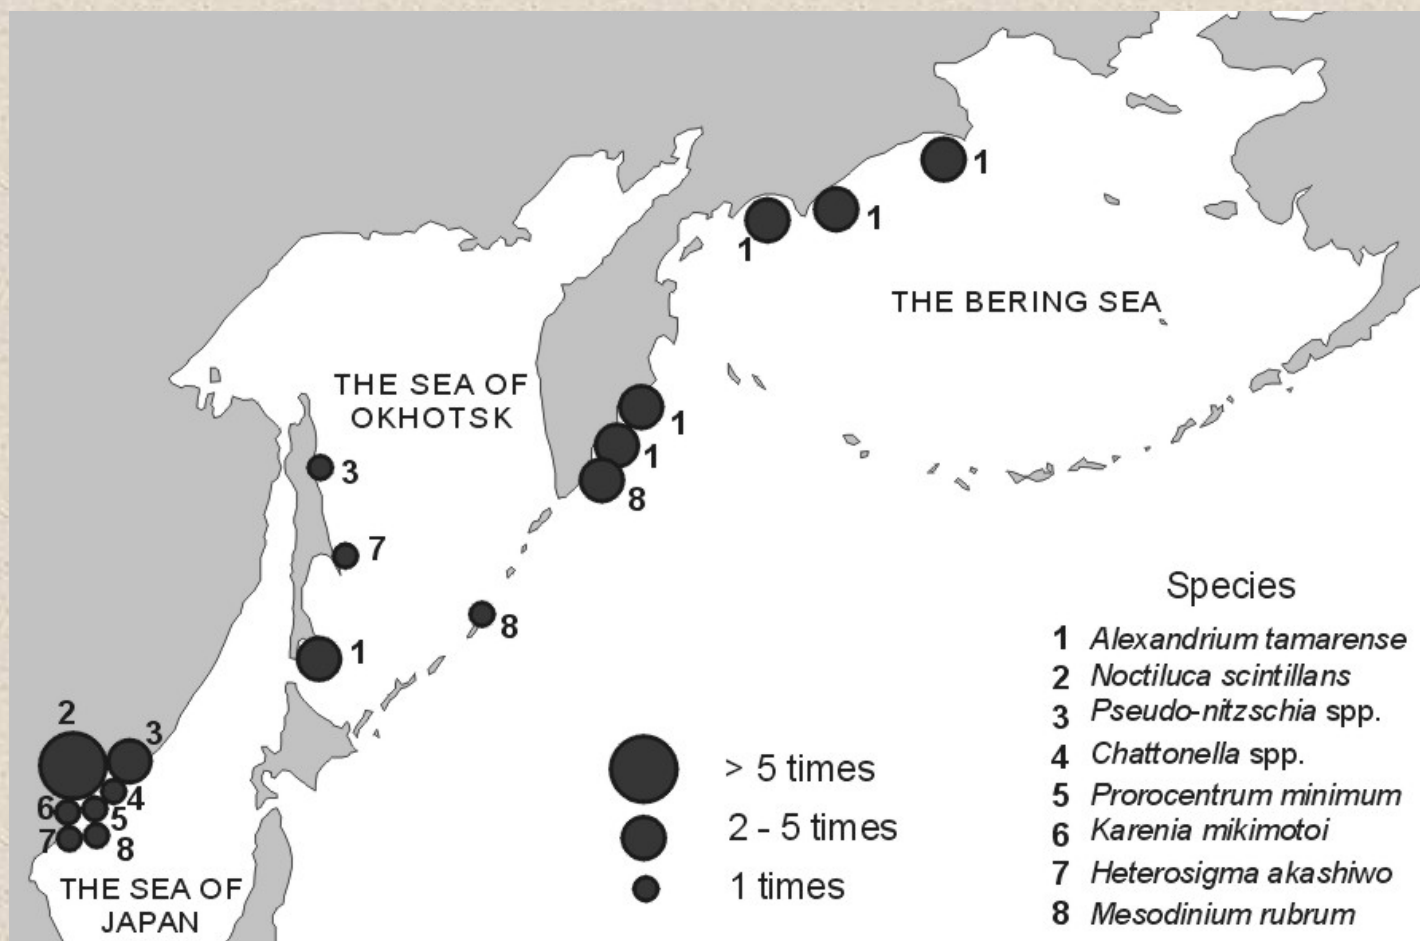 1
1
1
THE BERING SEA
THE SEA OF
OKHOTSK
1
1
8
3
7
8
1
2
3
4
6
5
7
8
THE SEA OF
JAPAN
> 5 times
2 - 5 times
1 times
Species
1 Alexandrium tamarense
2 Noctiluca scintillans
3 Pseudo-nitzschia spp.
4 Chattonella spp.
5 Prorocentrum minimum
6 Karenia mikimotoi
7 Heterosigma akashiwo
8 Mesodinium rubrum